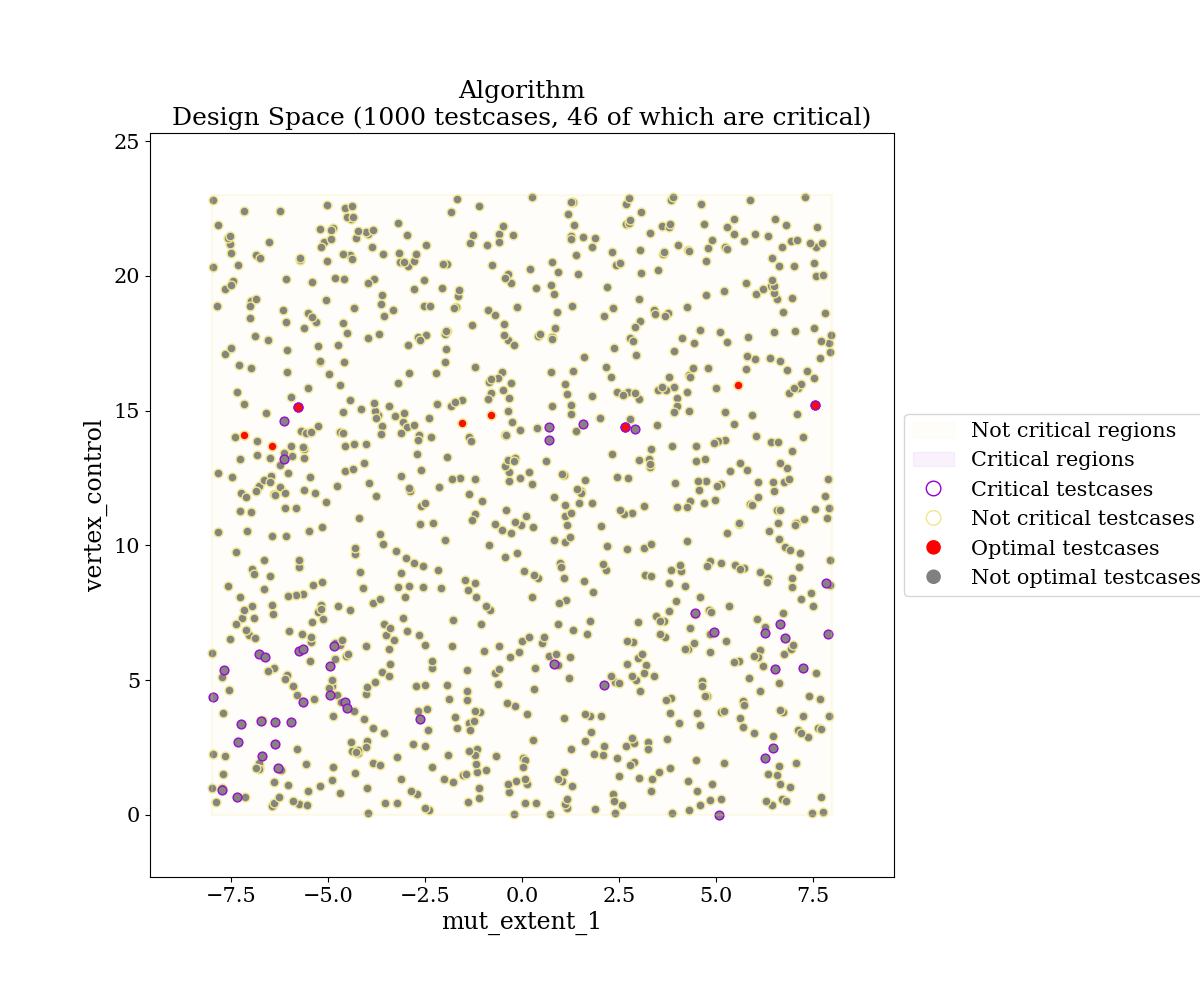 Algorithm
Design Space (1000 testcases, 46 of which are critical)
25
20
15
10
5
0
vertex_control
−7.5
−5.0
−2.5
0.0
2.5
5.0
7.5
mut_extent_1
Not critical regions
Critical regions
Critical testcases
Not critical testcases
Optimal testcases
Not optimal testcases